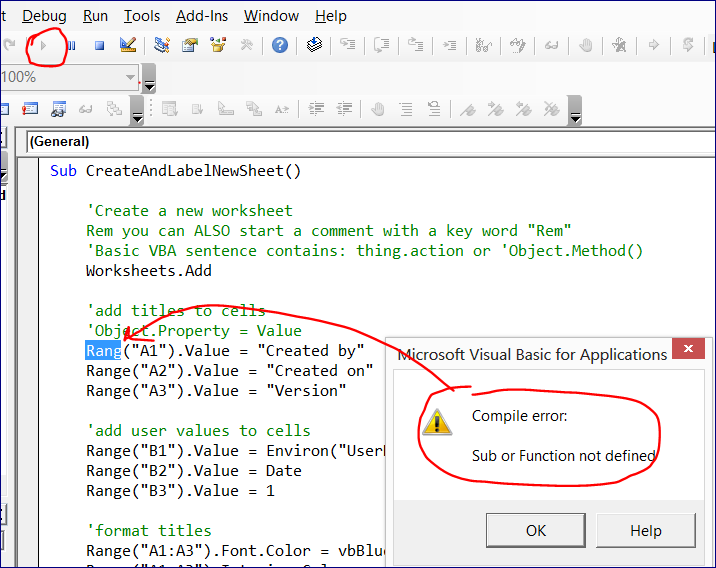 t Debug Run Tools Add-Ins Window Help
100%
(General)
d
Sub CreateAndLabelNewSheet()
'Create a new worksheet
Rem you can ALSO start a comment with a key word "Rem"
'Basic VBA sentence contains: thing.action or 'Object.Method()
Worksheets.Add
'add titles to cells
'Object.Property = Value
Rang("A1").Value = "Created by"
Range("A2").Value = "Created on"
Range("A3").Value = "Version"
Microsoft Visual Basic for Applications
Compile error:
Sub or Function not defined
OK Help
'add user values to cells
Range("B1").Value = Environ("User
Range("B2").Value = Date
Range("B3").Value = 1
'format titles
Range("A1:A3").Font.Color = vbBlue